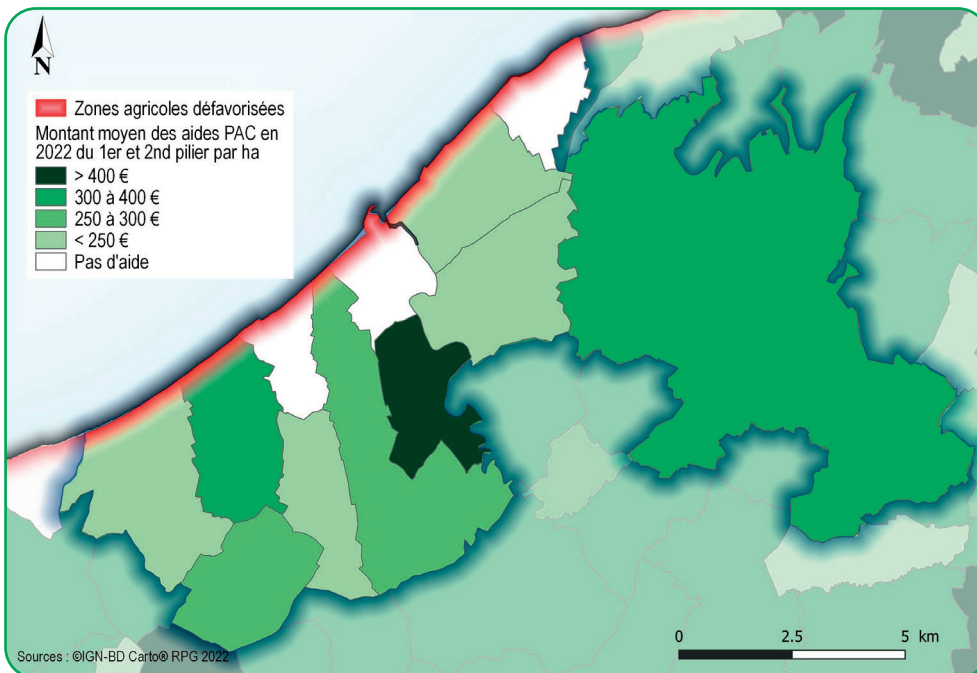 N
Zones agricoles défavorisées
Montant moyen des aides PAC en
2022 du 1er et 2nd pilier par ha
> 400 €
300 à 400 €
250 à 300 €
< 250 €
Pas d'aide
0 2.5 5 km
Sources : ©IGN-BD Carto® RPG 2022